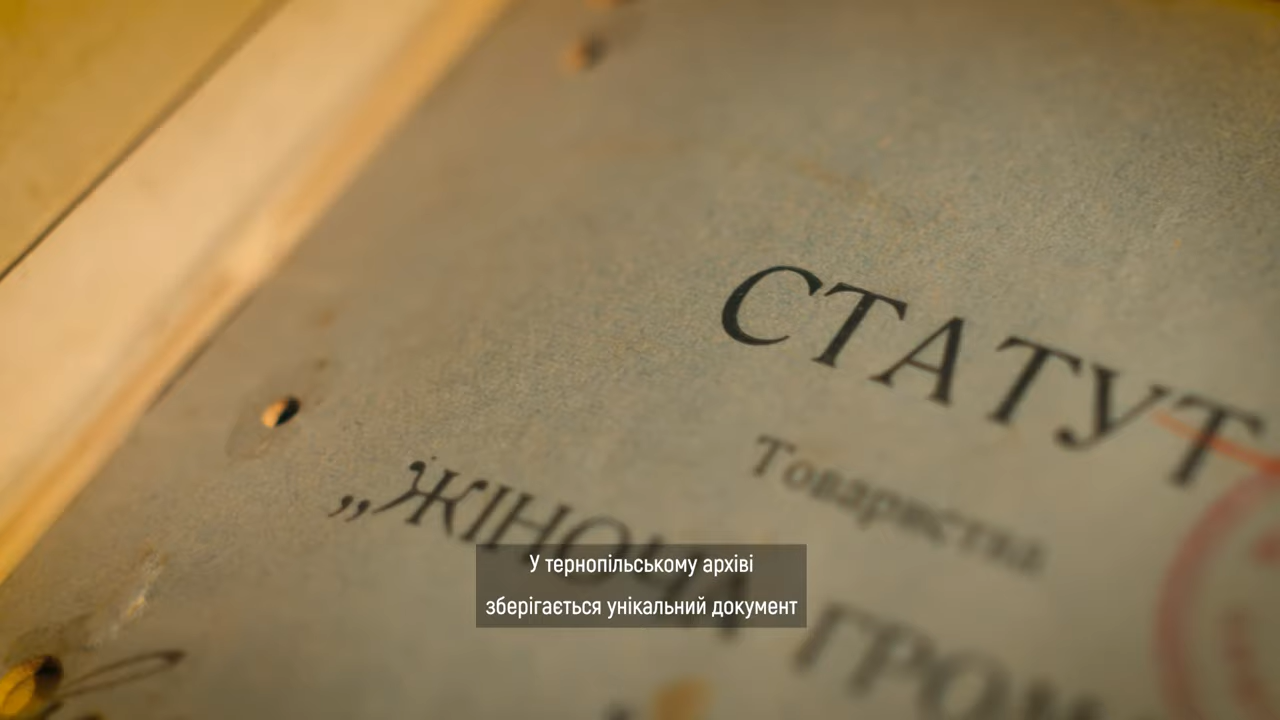 СТАТУТ
Товариства
„ЖІНОЧА
У тернопільському архіві
зберігається унікальний документ